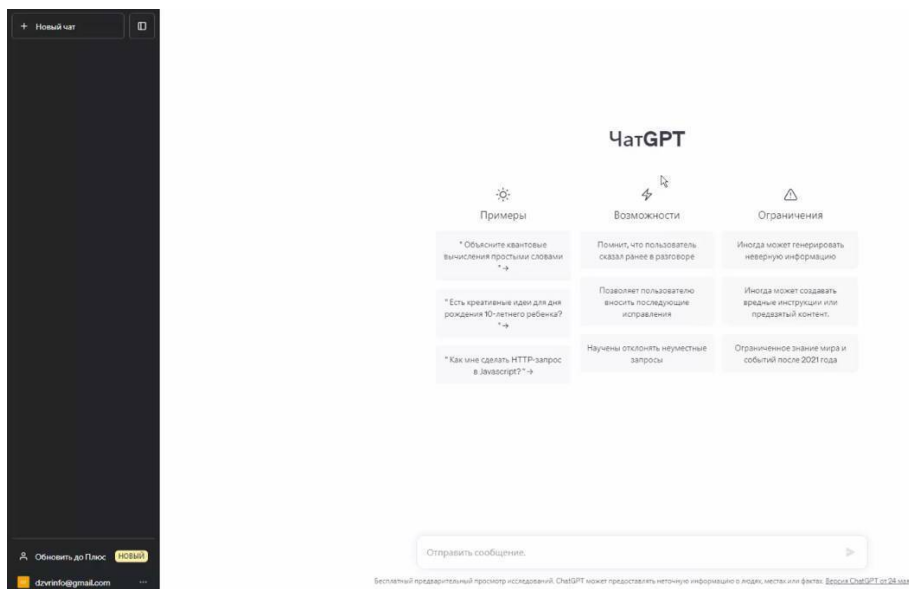 + Новый чат
ЧатGPT
Примеры
" Объясните квантовые
вычисления простыми словами
" →
" Есть креативные идеи для дня
рождения 10-летнего ребенка?
" →
" Как мне сделать HTTP-запрос
в Javascript? " →
Возможности
Помнит, что пользователь
сказал ранее в разговоре
Позволяет пользователю
вносить последующие
исправления
Научены отклонять неуместные
запросы
Ограничения
Иногда может генерировать
неверную информацию
Иногда может создавать
вредные инструкции или
предвзятый контент.
Ограниченное знание мира и
событий после 2021 года
Обновить до Плюс НОВЫЙ
dzvrinfo@gmail.com ...
Отправить сообщение.
Бесплатный предварительный просмотр исследований. ChatGPT может предоставлять неточную информацию о людях, местах или фактах. Версия ChatGPT от 24 мая